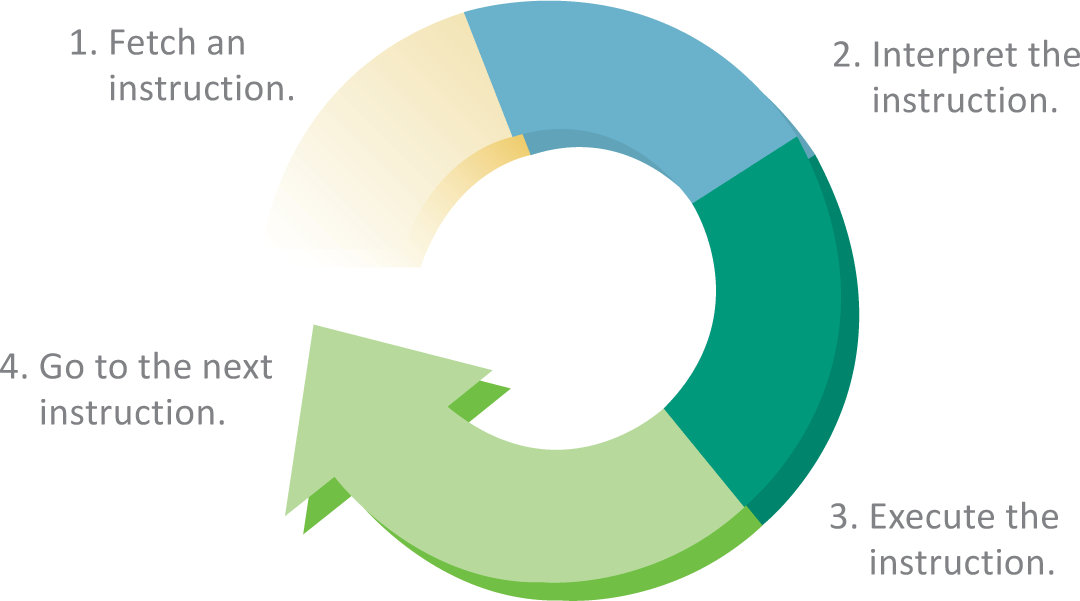 1. Fetch an
instruction.
2. Interpret the
instruction.
3. Execute the
instruction.
4. Go to the next
instruction.